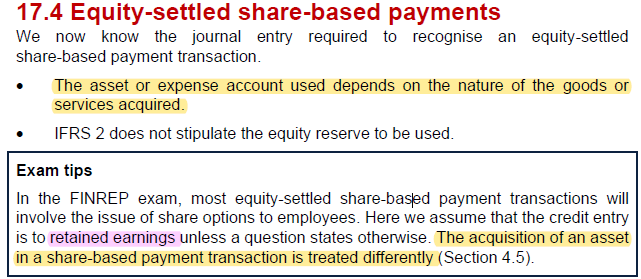 17.4 Equity-settled share-based payments
We now know the journal entry required to recognise an equity-settled
share-based payment transaction.
• The asset or expense account used depends on the nature of the goods or
services acquired.
• IFRS 2 does not stipulate the equity reserve to be used.
Exam tips
In the FINREP exam, most equity-settled share-based payment transactions will
involve the issue of share options to employees. Here we assume that the credit entry
is to retained earnings unless a question states otherwise. The acquisition of an asset
in a share-based payment transaction is treated differently (Section 4.5).